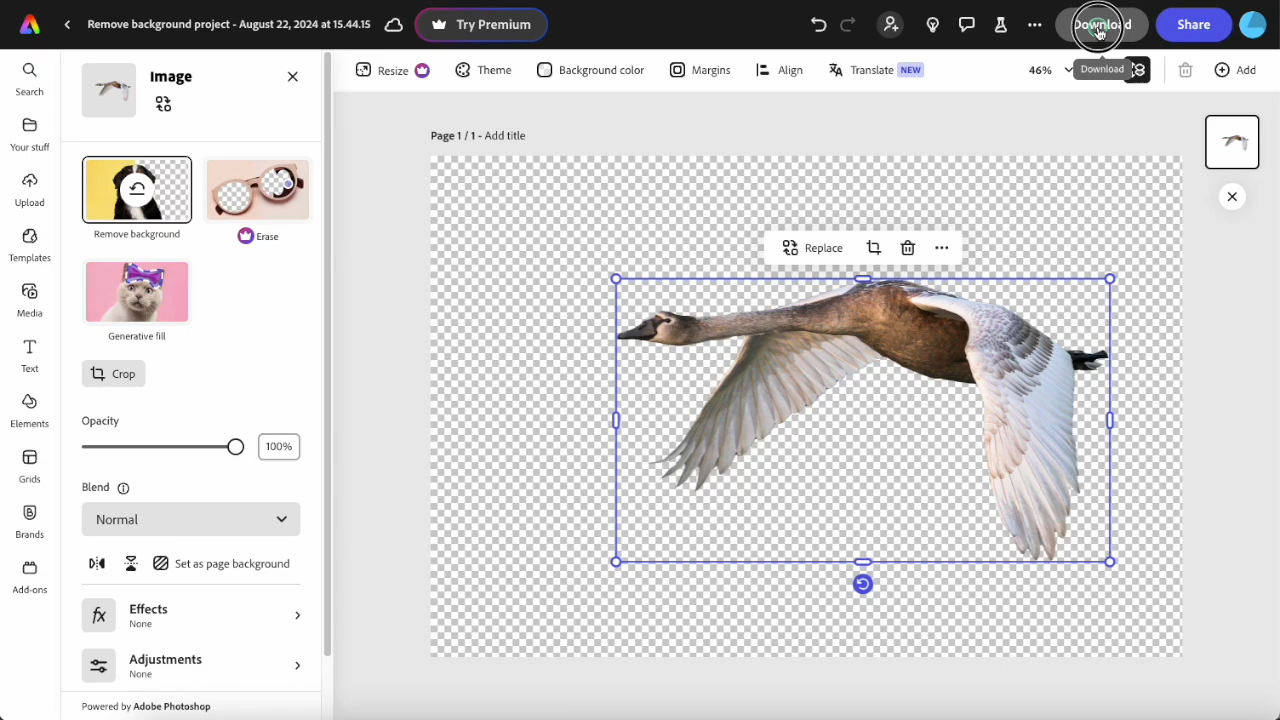 Remove background project - August 22, 2024 at 15.44.15
Try Premium
Download
Share
Search
Your stuff
Upload
Templates
Media
Text
Elements
Grids
Brands
Add-ons
Image
Remove background
Erase
Generative fill
Crop
Opacity
100%
Blend
Normal
Set as page background
fx
Effects
None
Adjustments
None
Powered by Adobe Photoshop
Resize
Theme
Background color
Margins
Align
Translate NEW
46%
Download
Add
Page 1 / 1 - Add title
Replace